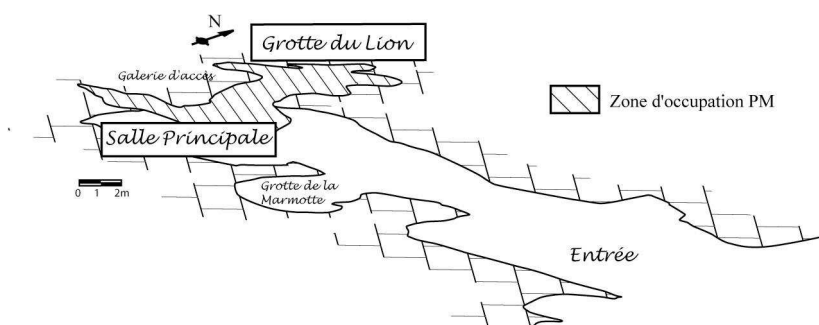 N
Grotte du Lion
Galerie d'accès
Zone d'occupation PM
Salle Principale
0 1 2m
Grotte de la
Marmotte
Entrée